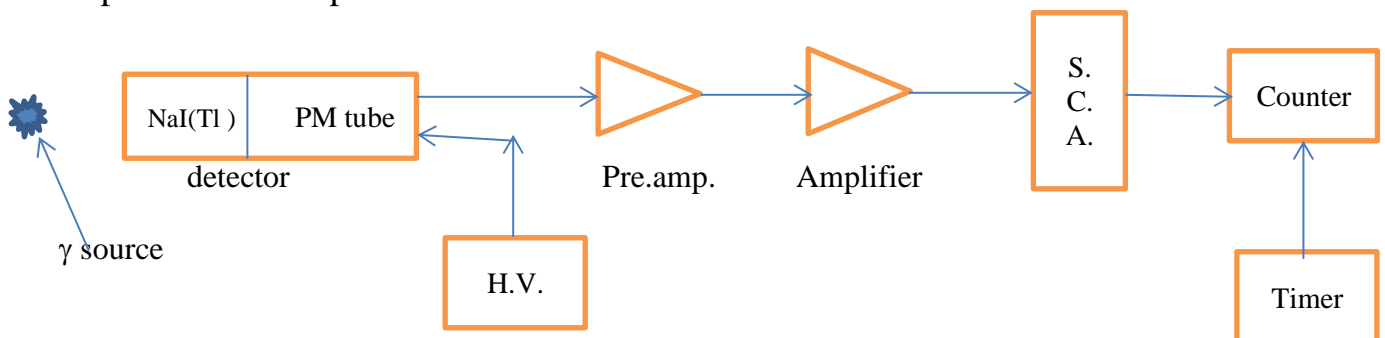 S.
C.
A.
NaI(Tl )
PM tube
Counter
detector
Pre.amp.
Amplifier
γ source
H.V.
Timer